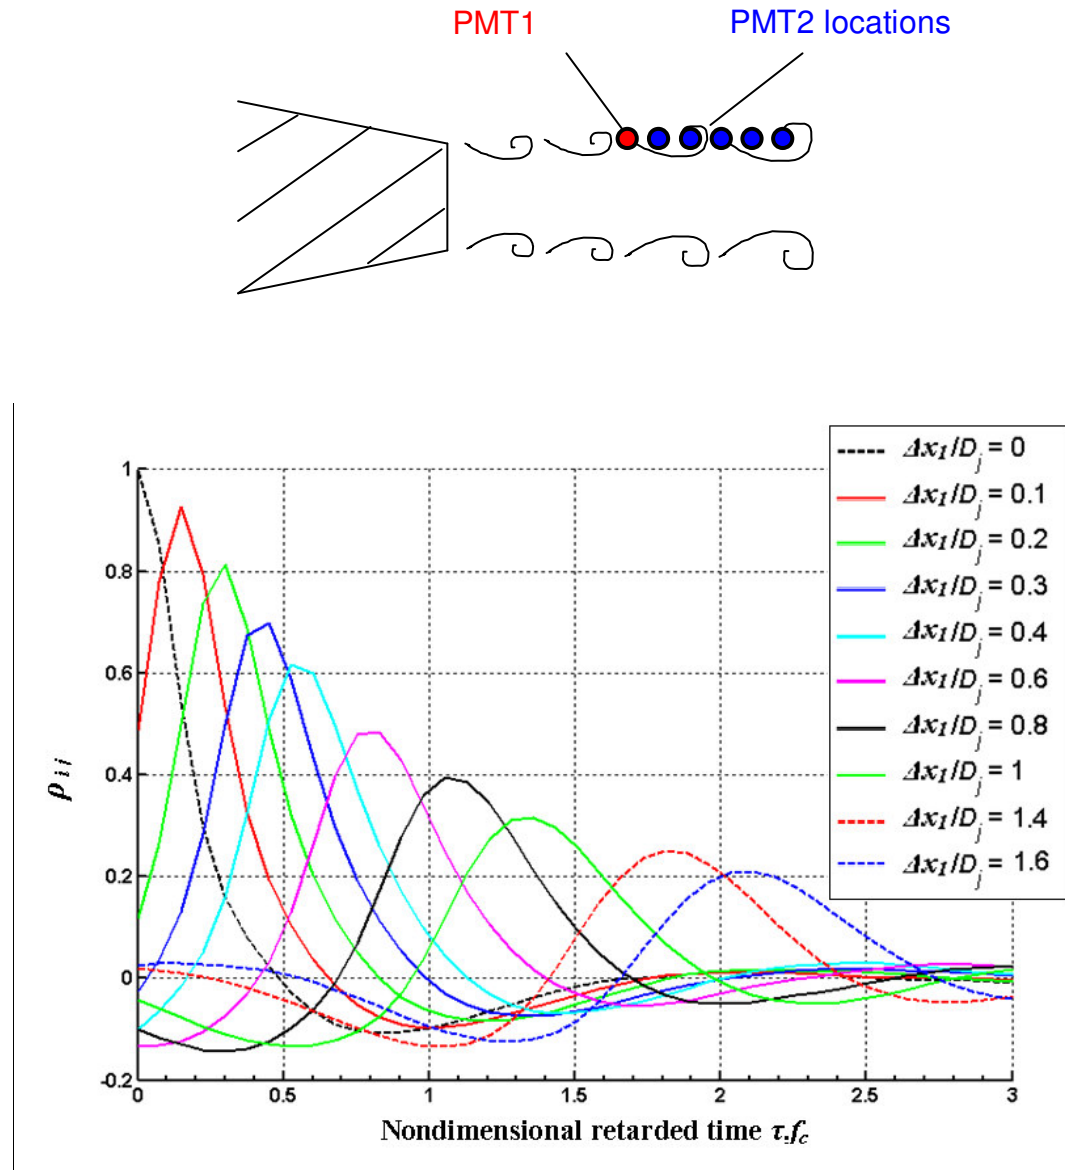 PMT1 PMT2 locations
Δx₁/D_j = 0
Δx₁/D_j = 0.1
Δx₁/D_j = 0.2
Δx₁/D_j = 0.3
Δx₁/D_j = 0.4
Δx₁/D_j = 0.6
Δx₁/D_j = 0.8
Δx₁/D_j = 1
Δx₁/D_j = 1.4
Δx₁/D_j = 1.6
1
0.8
0.6
0.4
0.2
0
-0.2
ρ_ii
0 0.5 1 1.5 2 2.5 3
Nondimensional retarded time τ.f_c